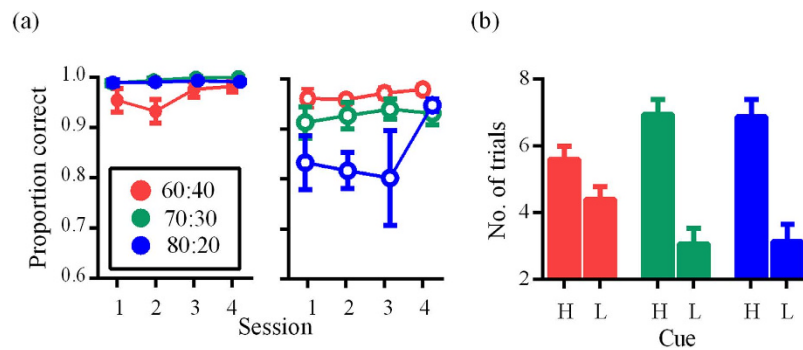 (a)
(b)
Proportion correct
1.0
0.9
0.8
0.7
0.6
60:40
70:30
80:20
1 2 3 4
1 2 3 4
Session
No. of trials
8
6
4
2
H L H L H L
Cue